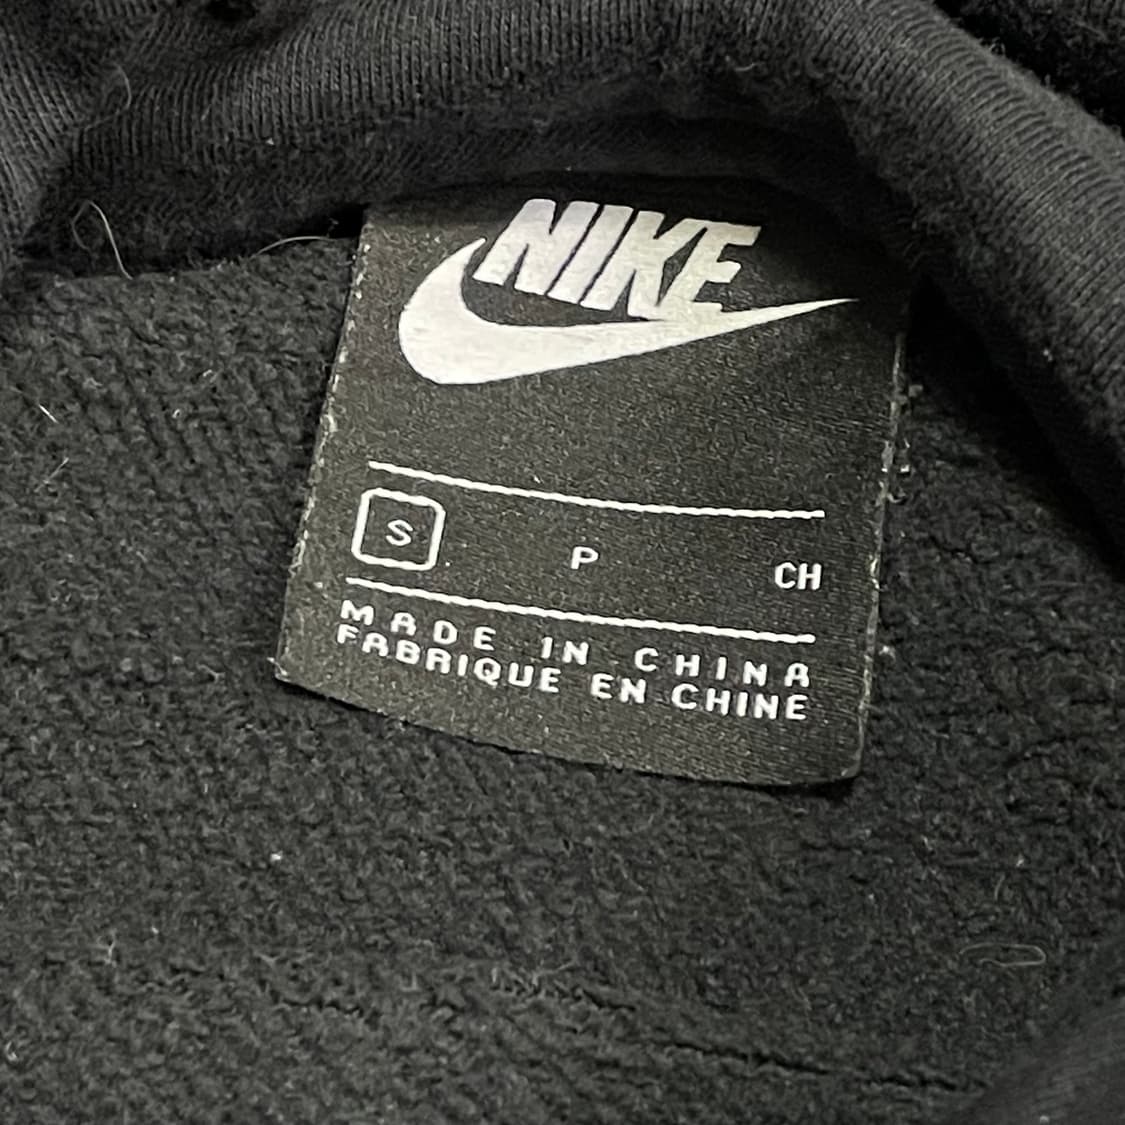 NIKE
S P CH
MADE IN CHINA
FABRIQUE EN CHINE